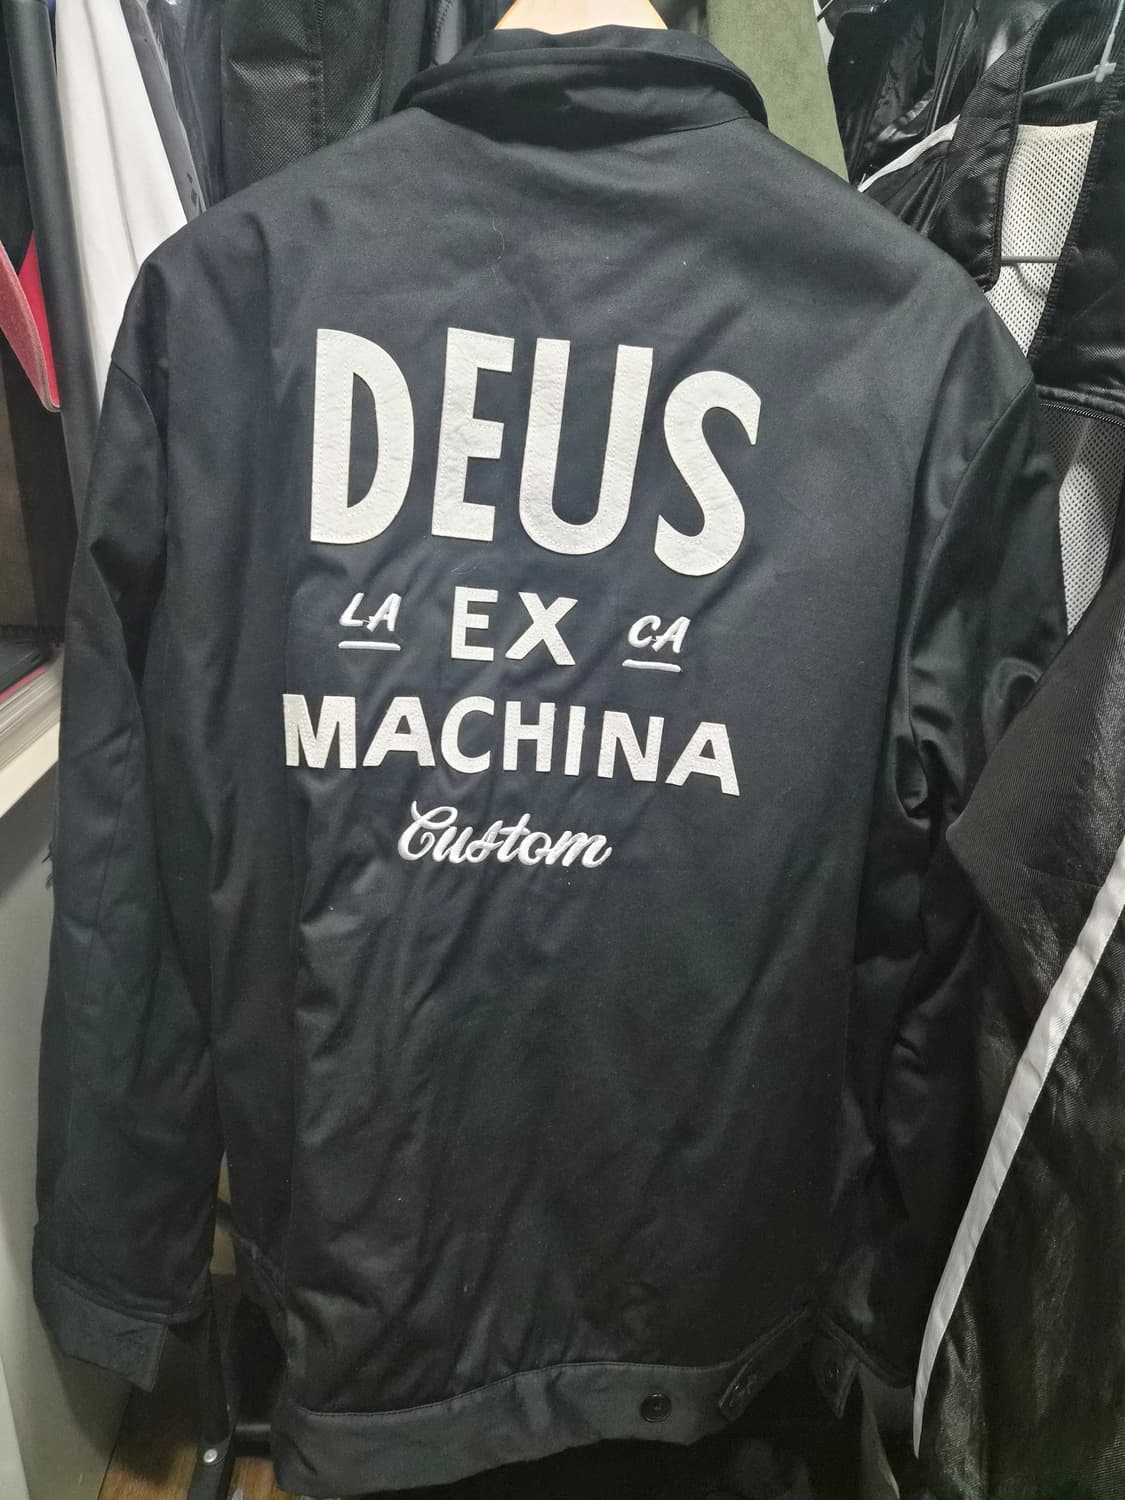 DEUS
LA EX CA
MACHINA
Custom